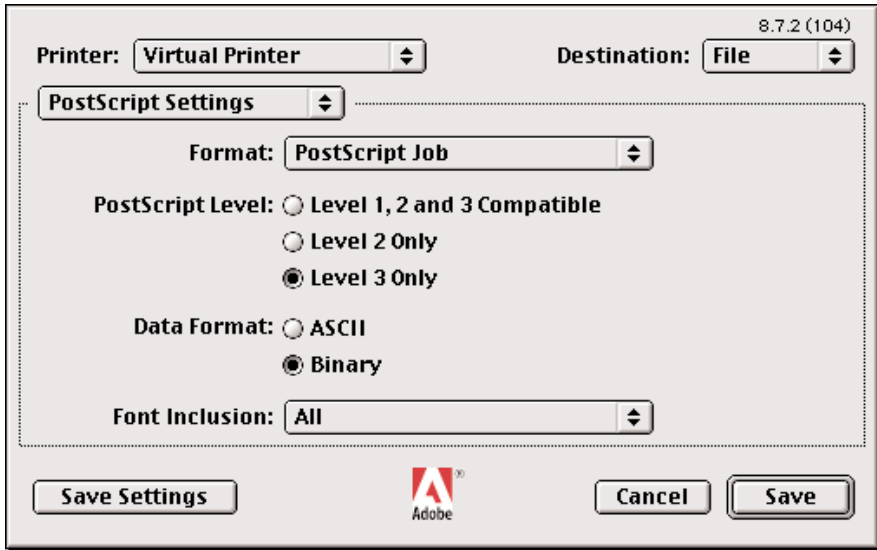 8.7.2 (104)
Printer: Virtual Printer Destination: File
PostScript Settings
Format: PostScript Job
PostScript Level: Level 1, 2 and 3 Compatible
Level 2 Only
Level 3 Only
Data Format: ASCII
Binary
Font Inclusion: All
Save Settings Adobe ® Cancel Save